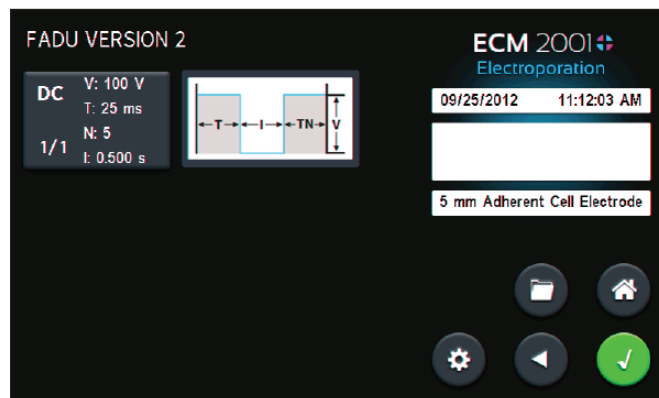 FADU VERSION 2
DC
1/1
V: 100 V
T: 25 ms
N: 5
I: 0.500 s
T
I
TN
V
ECM 2001
Electroporation
09/25/2012 11:12:03 AM
5 mm Adherent Cell Electrode